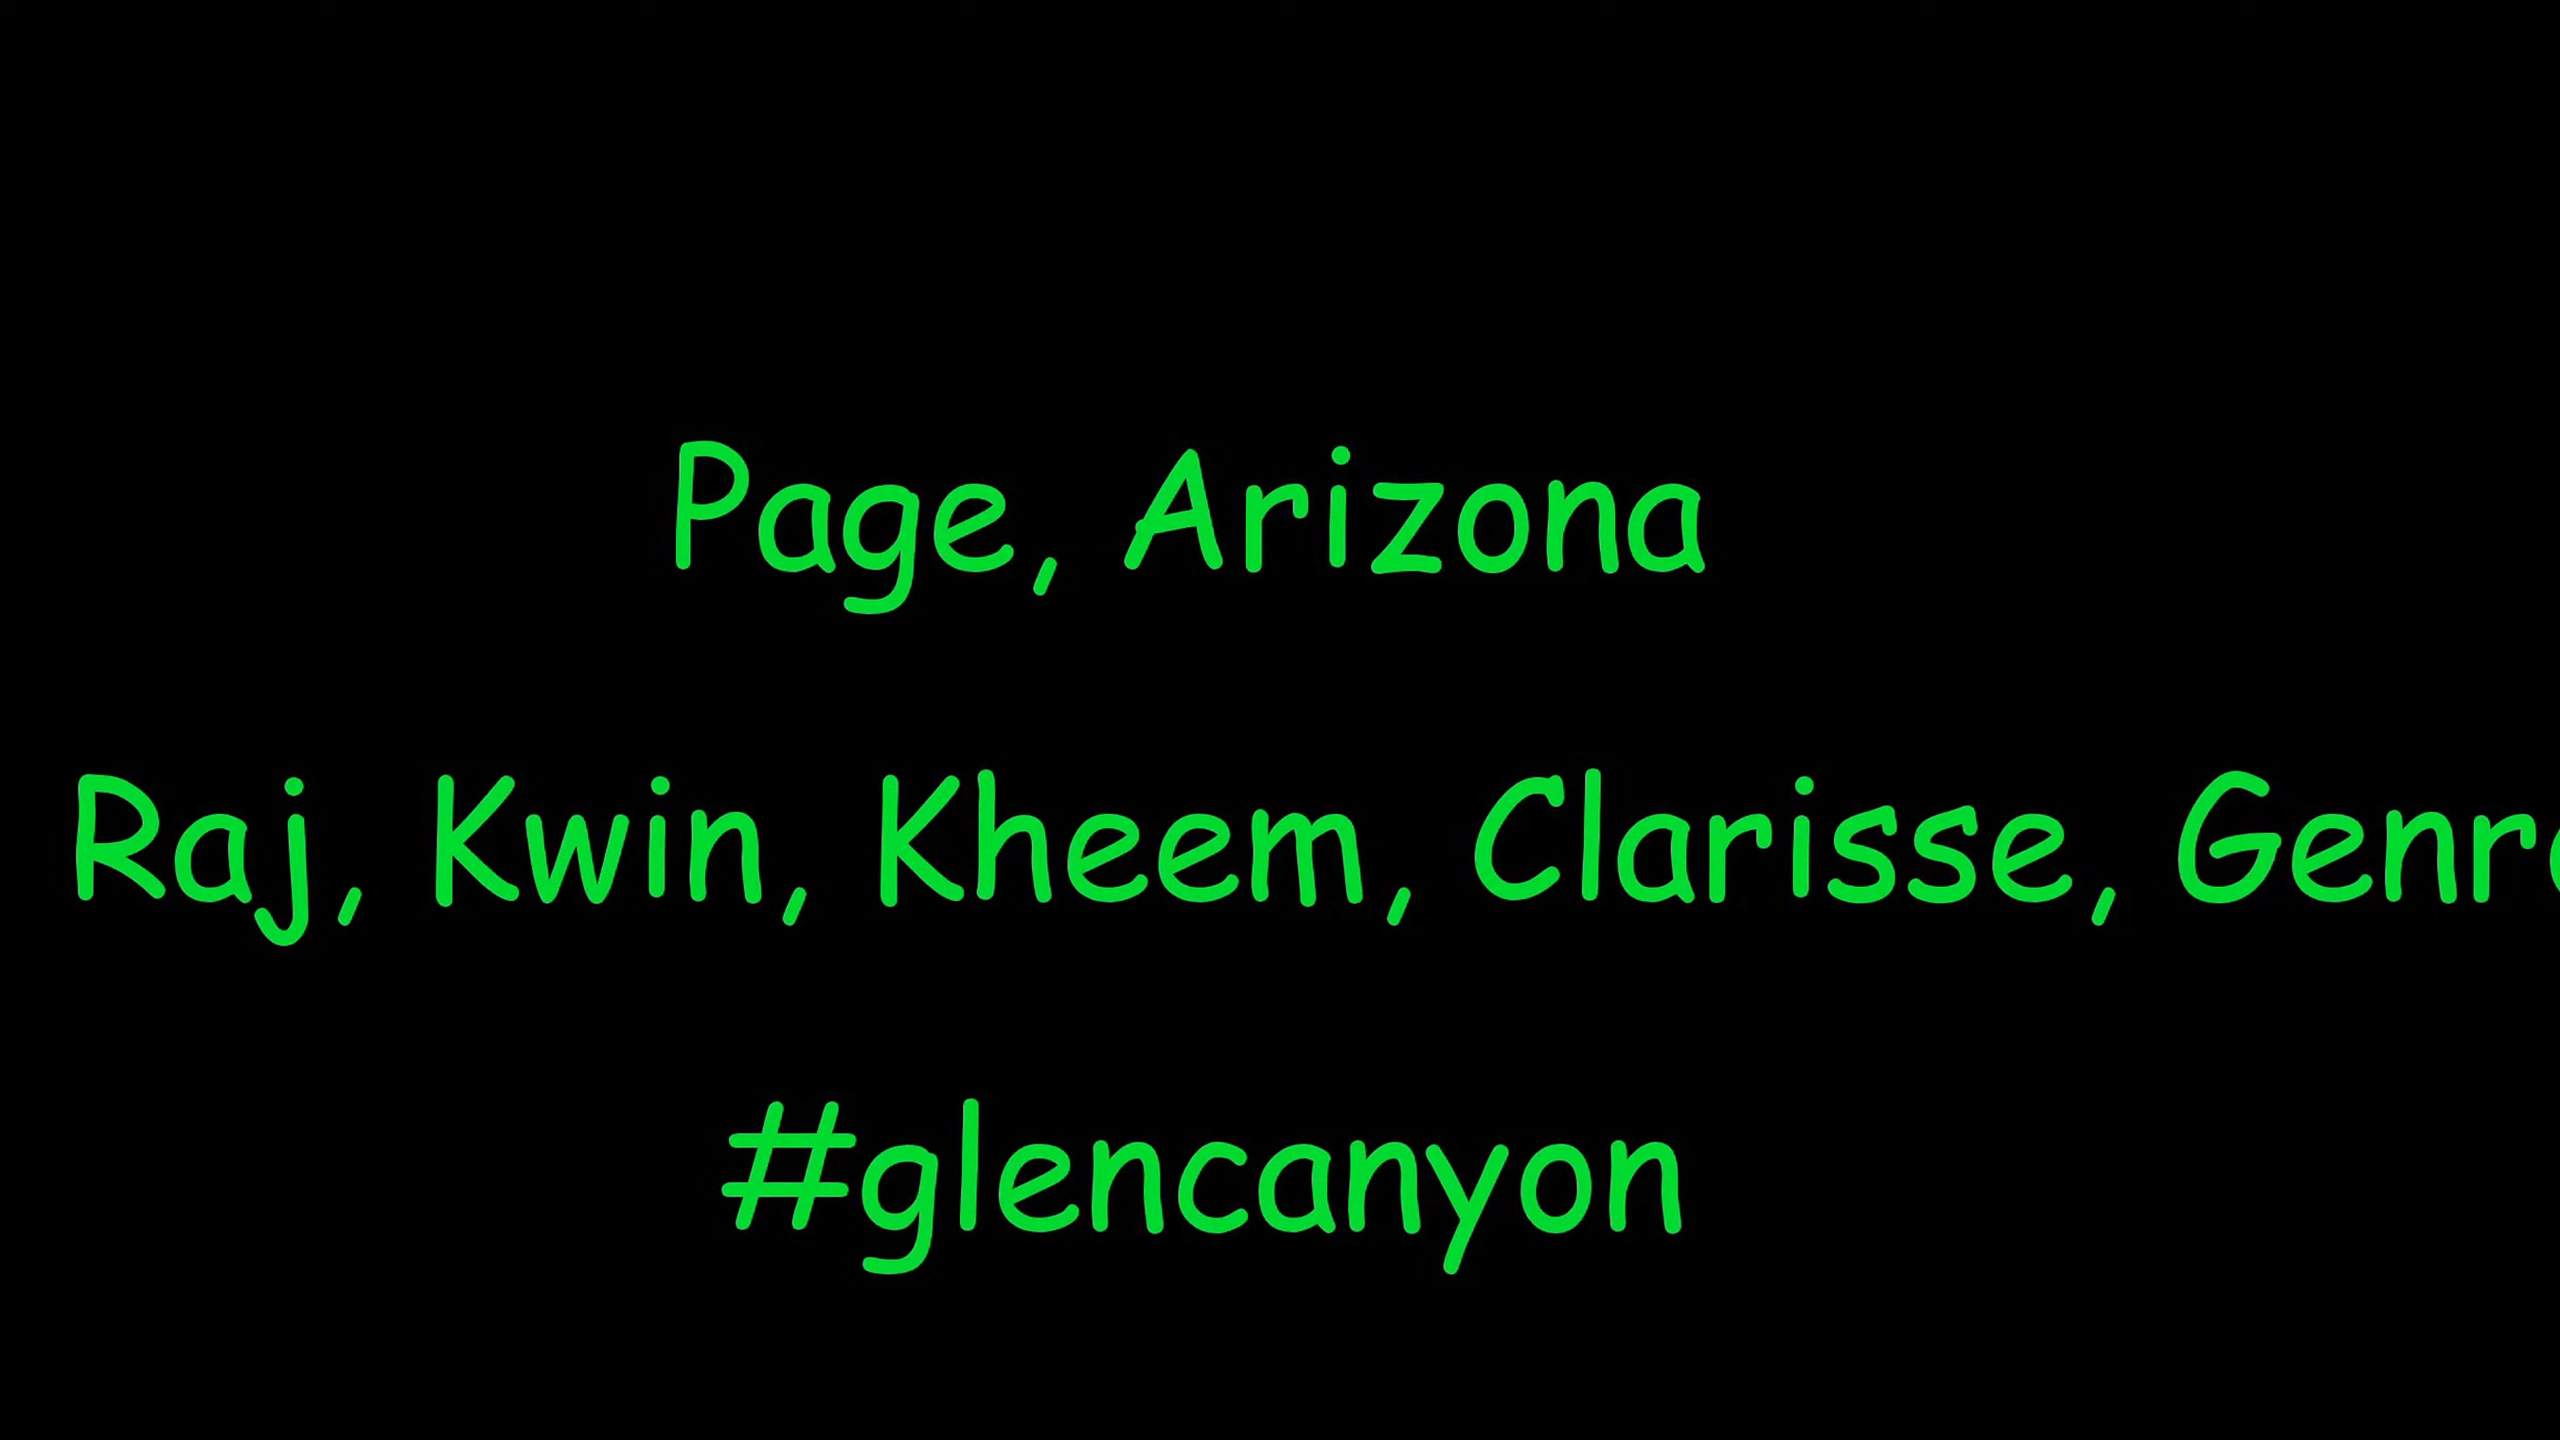 Page, Arizona
Raj, Kwin, Kheem, Clarisse,
#glencanyon